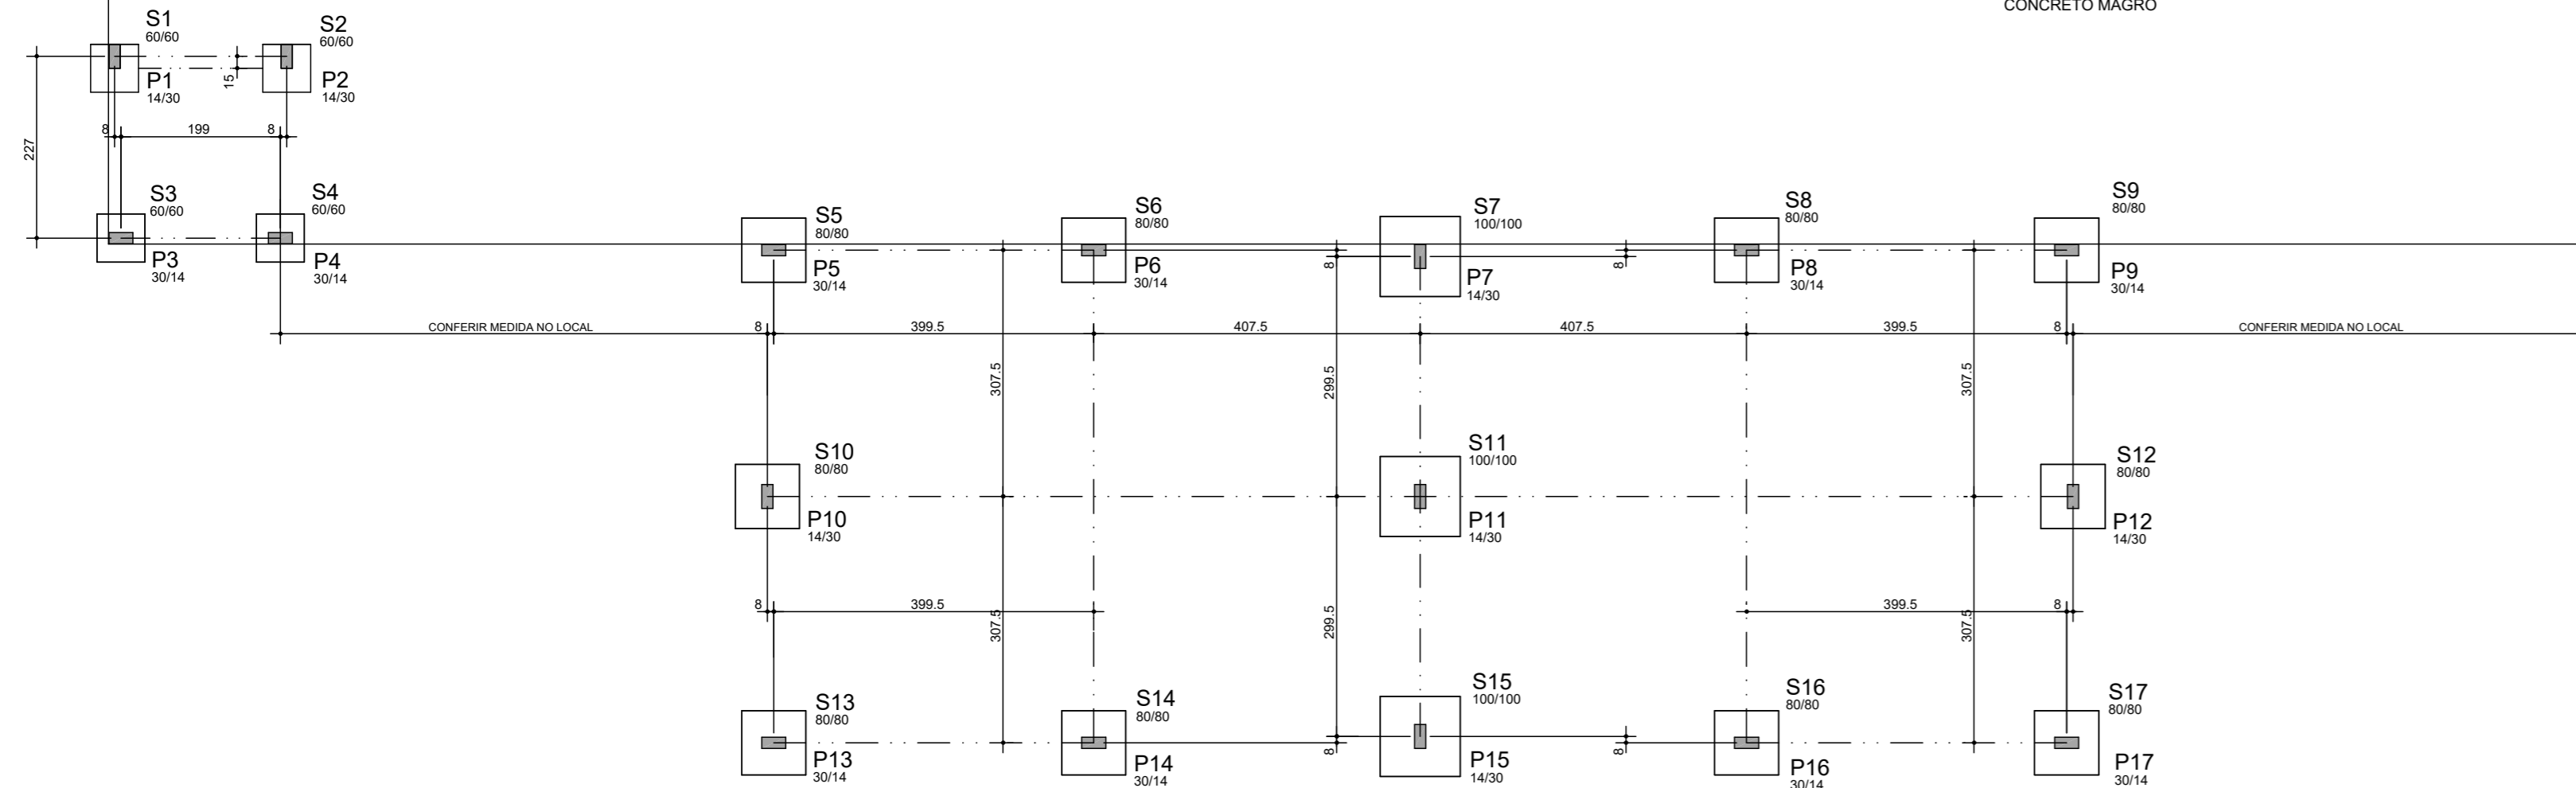 CONCRETO MAGRO
S1
60/60
S2
60/60
P1
14/30
15
P2
14/30
8
199
8
227
S3
60/60
S4
60/60
P3
30/14
P4
30/14
S5
80/80
S6
80/80
S7
100/100
S8
80/80
S9
80/80
P5
30/14
P6
30/14
8
P7
14/30
8
P8
30/14
P9
30/14
CONFERIR MEDIDA NO LOCAL
8
399.5
407.5
407.5
399.5
8
CONFERIR MEDIDA NO LOCAL
307.5
299.5
307.5
S10
80/80
S11
100/100
S12
80/80
P10
14/30
P11
14/30
P12
14/30
8
399.5
399.5
8
307.5
299.5
307.5
S13
80/80
S14
80/80
S15
100/100
S16
80/80
S17
80/80
P13
30/14
P14
30/14
8
P15
14/30
8
P16
30/14
P17
30/14